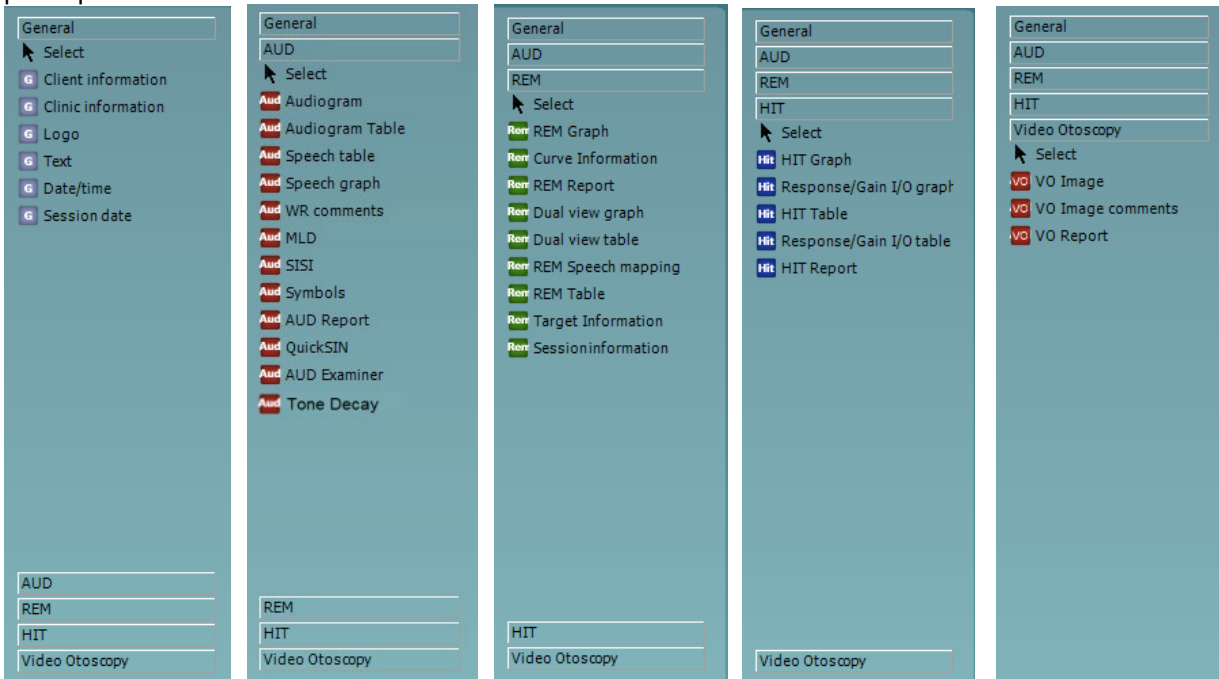 General
Select
G Client information
G Clinic information
G Logo
G Text
G Date/time
G Session date
AUD
REM
HIT
Video Otoscopy
General
AUD
Select
Aud Audiogram
Aud Audiogram Table
Aud Speech table
Aud Speech graph
Aud WR comments
Aud MLD
Aud SISI
Aud Symbols
Aud AUD Report
Aud QuickSIN
Aud AUD Examiner
Aud Tone Decay
REM
HIT
Video Otoscopy
General
AUD
REM
Select
Rem REM Graph
Rem Curve Information
Rem REM Report
Rem Dual view graph
Rem Dual view table
Rem REM Speech mapping
Rem REM Table
Rem Target Information
Rem Sessioninformation
HIT
Video Otoscopy
General
AUD
REM
HIT
Select
Hit HIT Graph
Hit Response/Gain I/O graph
Hit HIT Table
Hit Response/Gain I/O table
Hit HIT Report
Video Otoscopy
General
AUD
REM
HIT
Video Otoscopy
Select
VO VO Image
VO VO Image comments
VO VO Report